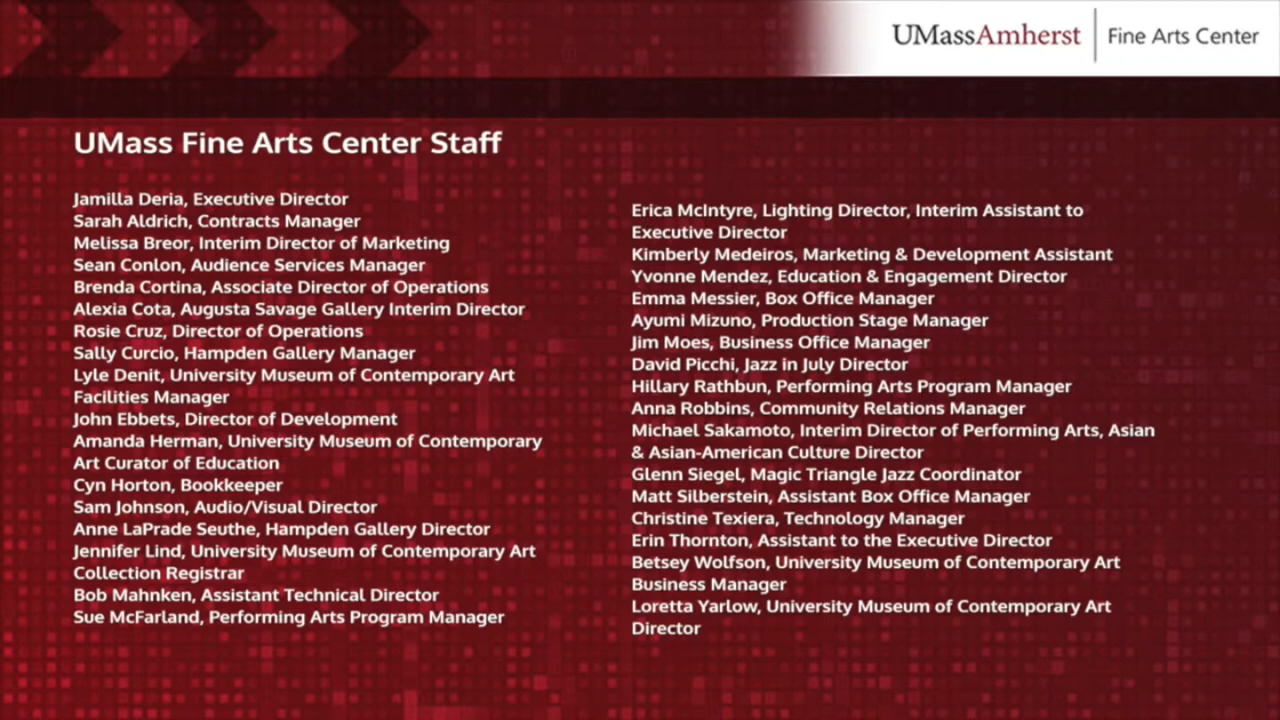 UMassAmherst | Fine Arts Center
UMass Fine Arts Center Staff
Jamilla Deria, Executive Director
Sarah Aldrich, Contracts Manager
Melissa Breor, Interim Director of Marketing
Sean Conlon, Audience Services Manager
Brenda Cortina, Associate Director of Operations
Alexia Cota, Augusta Savage Gallery Interim Director
Rosie Cruz, Director of Operations
Sally Curcio, Hampden Gallery Manager
Lyle Denit, University Museum of Contemporary Art
Facilities Manager
John Ebbets, Director of Development
Amanda Herman, University Museum of Contemporary
Art Curator of Education
Cyn Horton, Bookkeeper
Sam Johnson, Audio/Visual Director
Anne LaPrade Seuthe, Hampden Gallery Director
Jennifer Lind, University Museum of Contemporary Art
Collection Registrar
Bob Mahnken, Assistant Technical Director
Sue McFarland, Performing Arts Program Manager
Erica McIntyre, Lighting Director, Interim Assistant to
Executive Director
Kimberly Medeiros, Marketing & Development Assistant
Yvonne Mendez, Education & Engagement Director
Emma Messier, Box Office Manager
Ayumi Mizuno, Production Stage Manager
Jim Moes, Business Office Manager
David Picchi, Jazz in July Director
Hillary Rathbun, Performing Arts Program Manager
Anna Robbins, Community Relations Manager
Michael Sakamoto, Interim Director of Performing Arts, Asian
& Asian-American Culture Director
Glenn Siegel, Magic Triangle Jazz Coordinator
Matt Silberstein, Assistant Box Office Manager
Christine Texiera, Technology Manager
Erin Thornton, Assistant to the Executive Director
Betsey Wolfson, University Museum of Contemporary Art
Business Manager
Loretta Yarlow, University Museum of Contemporary Art
Director